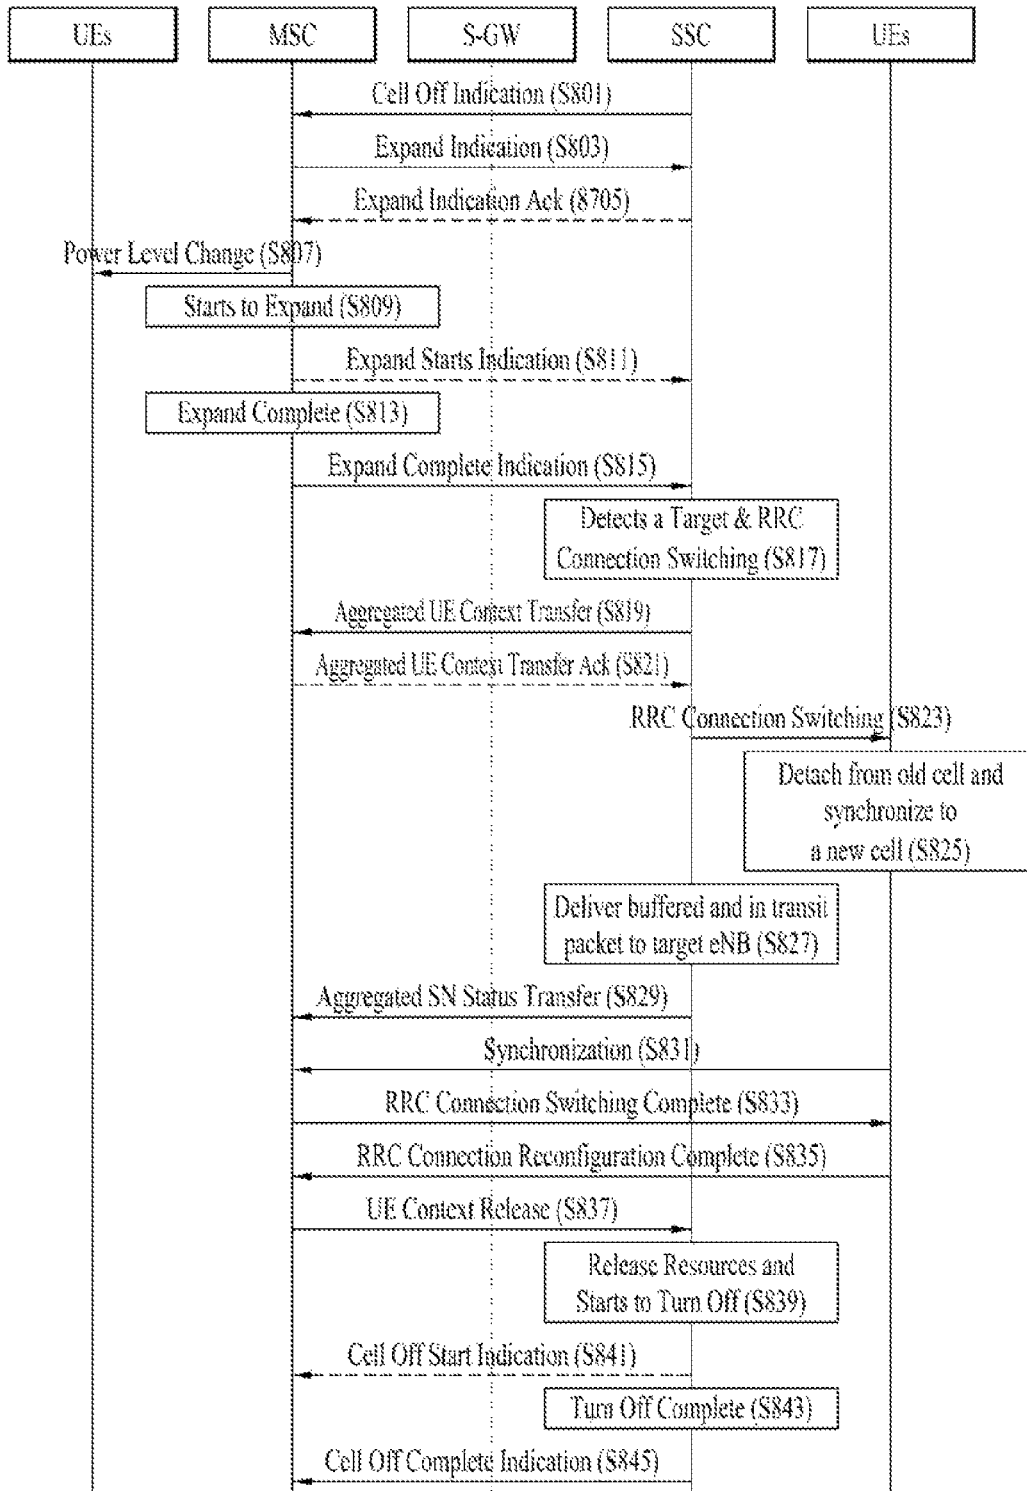 UEs MSC S-GW SSC UEs
Cell Off Indication (S801)
Expand Indication (S803)
Expand Indication Ack (8705)
Power Level Change (S807)
Starts to Expand (S809)
Expand Starts Indication (S811)
Expand Complete (S813)
Expand Complete Indication (S815)
Detects a Target & RRC
Connection Switching (S817)
Aggregated UE Context Transfer (S819)
Aggregated UE Context Transfer Ack (S821)
RRC Connection Switching (S823)
Detach from old cell and
synchronize to
a new cell (S825)
Deliver buffered and in transit
packet to target eNB (S827)
Aggregated SN Status Transfer (S829)
Synchronization (S831)
RRC Connection Switching Complete (S833)
RRC Connection Reconfiguration Complete (S835)
UE Context Release (S837)
Release Resources and
Starts to Turn Off (S839)
Cell Off Start Indication (S841)
Turn Off Complete (S843)
Cell Off Complete Indication (S845)